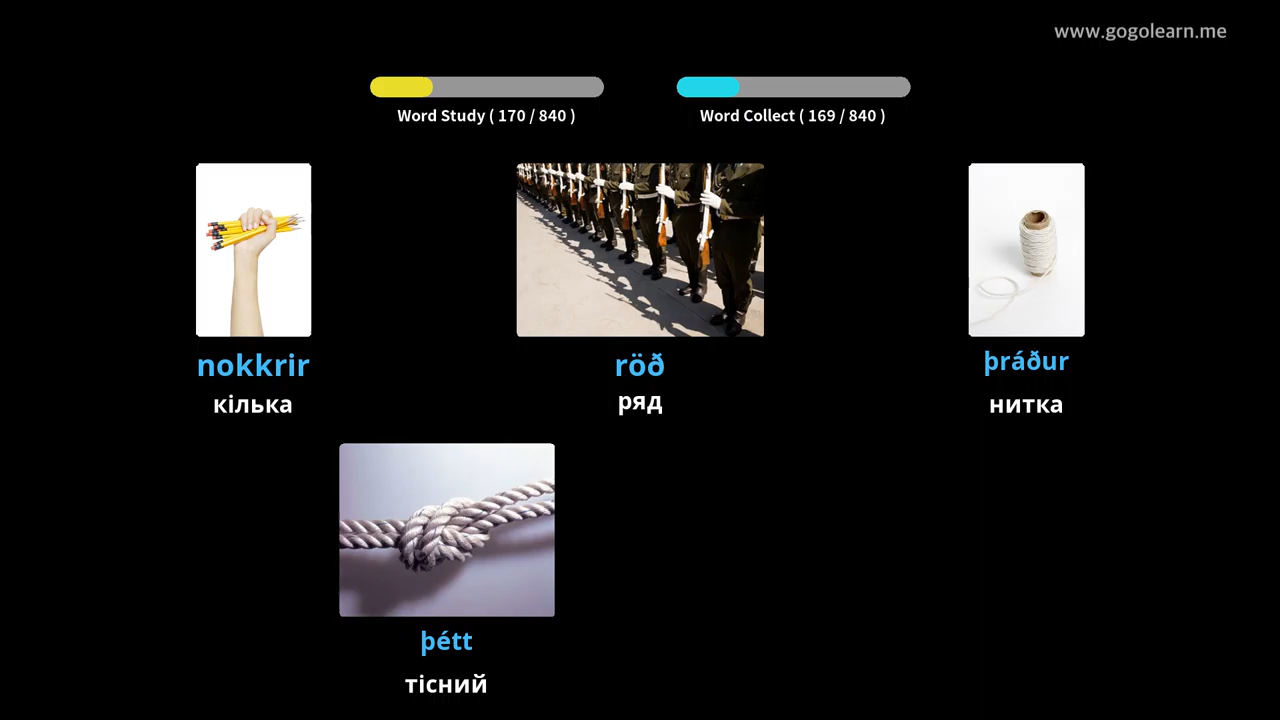 www.gogolearn.me
Word Study ( 170 / 840 )
Word Collect ( 169 / 840 )
nokkrir
кілька
röð
ряд
þráður
нитка
þétt
тісний